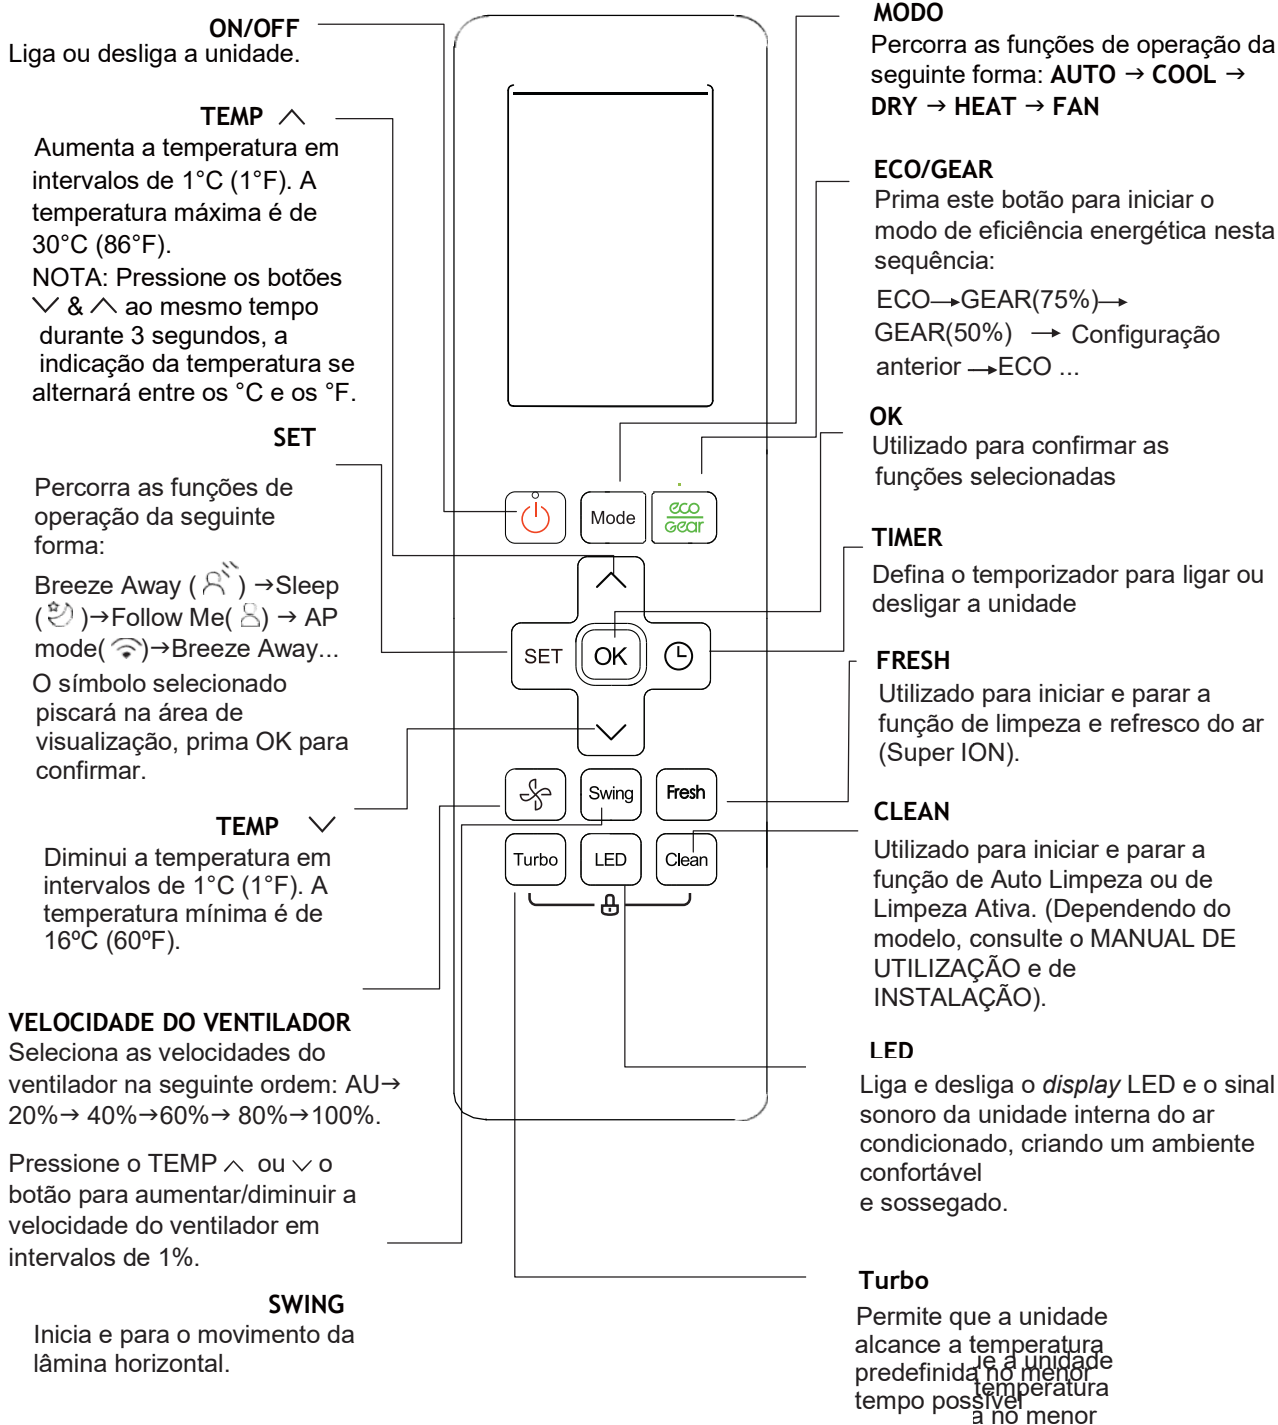 ON/OFF
Liga ou desliga a unidade.
TEMP
Aumenta a temperatura em
intervalos de 1°C (1°F). A
temperatura máxima é de
30°C (86°F).
NOTA: Pressione os botões
& ao mesmo tempo
durante 3 segundos, a
indicação da temperatura se
alternará entre os °C e os °F.
SET
Percorra as funções de
operação da seguinte
forma:
Breeze Away ( ) →Sleep
( )→Follow Me( ) → AP
mode( )→Breeze Away...
O símbolo selecionado
piscará na área de
visualização, prima OK para
confirmar.
TEMP
Diminui a temperatura em
intervalos de 1°C (1°F). A
temperatura mínima é de
16ºC (60ºF).
VELOCIDADE DO VENTILADOR
Seleciona as velocidades do
ventilador na seguinte ordem: AU→
20%→ 40%→60%→ 80%→100%.
Pressione o TEMP ou o
botão para aumentar/diminuir a
velocidade do ventilador em
intervalos de 1%.
SWING
Inicia e para o movimento da
lâmina horizontal.
Mode
eco
Gear
SET
OK
Swing
Fresh
Turbo
LED
Clean
MODO
Percorra as funções de operação da
seguinte forma: AUTO → COOL →
DRY → HEAT → FAN
ECO/GEAR
Prima este botão para iniciar o
modo de eficiência energética nesta
sequência:
ECO→GEAR(75%)→
GEAR(50%) → Configuração
anterior →ECO ...
OK
Utilizado para confirmar as
funções selecionadas
TIMER
Defina o temporizador para ligar ou
desligar a unidade
FRESH
Utilizado para iniciar e parar a
função de limpeza e refresco do ar
(Super ION).
CLEAN
Utilizado para iniciar e parar a
função de Auto Limpeza ou de
Limpeza Ativa. (Dependendo do
modelo, consulte o MANUAL DE
UTILIZAÇÃO e de
INSTALAÇÃO).
LED
Liga e desliga o display LED e o sinal
sonoro da unidade interna do ar
condicionado, criando um ambiente
confortável
e sossegado.
Turbo
Permite que a unidade
alcance a temperatura
predefinida no menor
tempo possível
a unidade
temperatura
a no menor